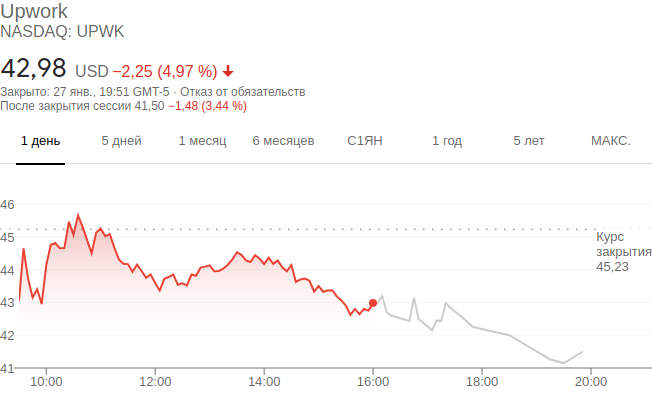 Upwork
NASDAQ: UPWK
42,98 USD −2,25 (4,97 %)
Закрыто: 27 янв., 19:51 GMT-5 · Отказ от обязательств
После закрытия сессии 41,50 −1,48 (3,44 %)
1 день 5 дней 1 месяц 6 месяцев С1ЯН 1 год 5 лет МАКС.
46
45
44
43
42
41
Курс
закрытия
45,23
10:00 12:00 14:00 16:00 18:00 20:00